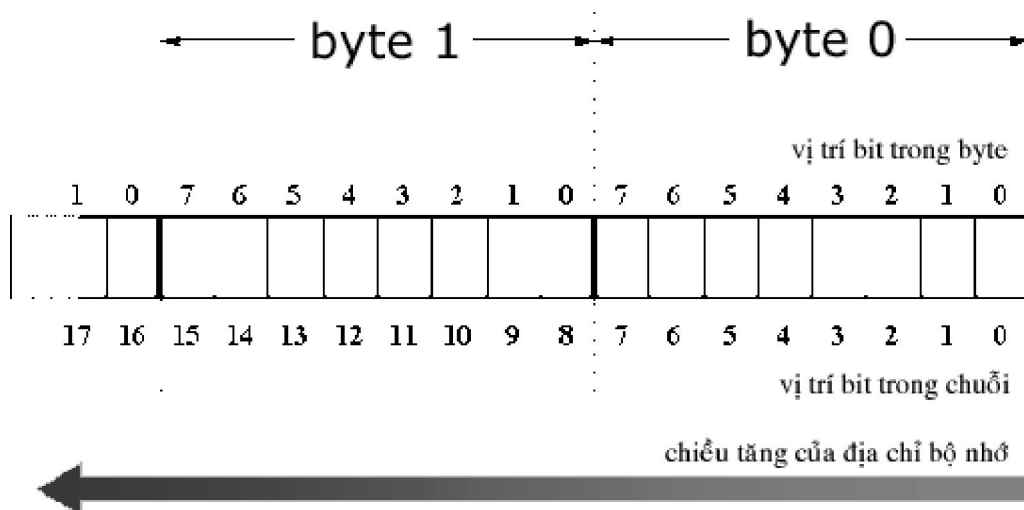 byte 1 byte 0
vị trí bit trong byte
1 0 7 6 5 4 3 2 1 0 7 6 5 4 3 2 1 0
17 16 15 14 13 12 11 10 9 8 7 6 5 4 3 2 1 0
vị trí bit trong chuỗi
chiều tăng của địa chỉ bộ nhớ